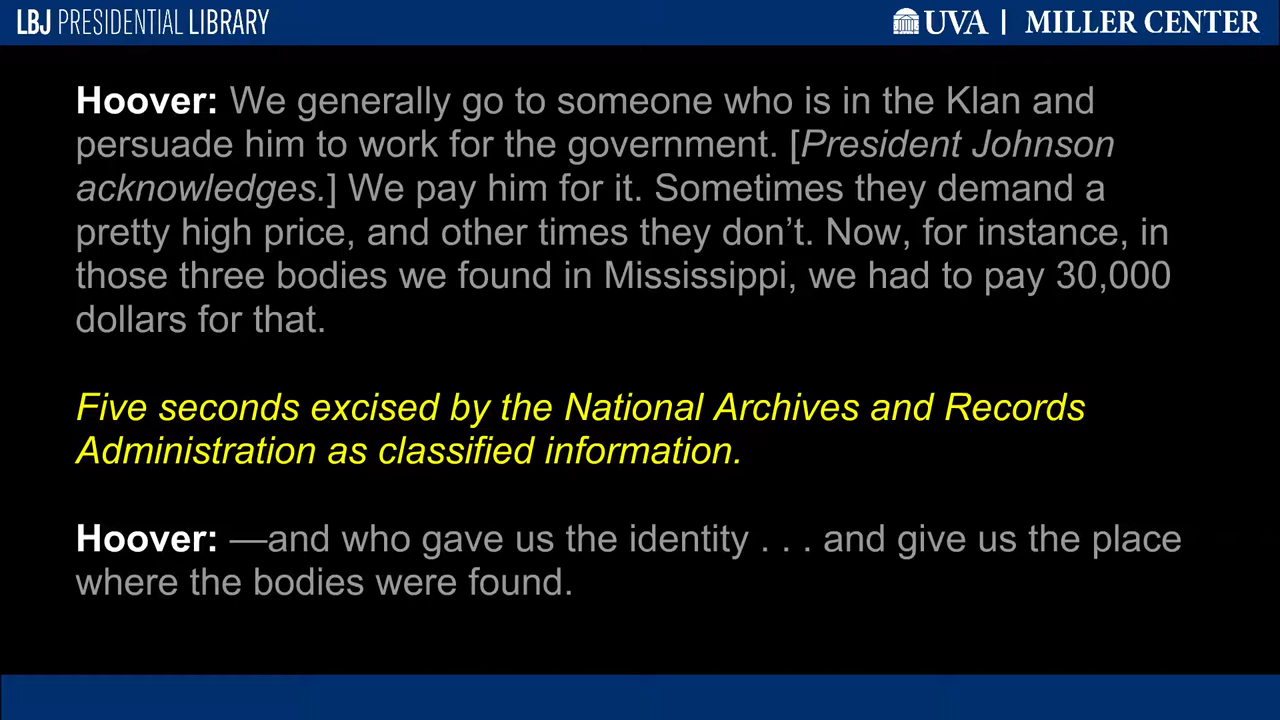 LBJ PRESIDENTIAL LIBRARY
UVA | MILLER CENTER
Hoover: We generally go to someone who is in the Klan and
persuade him to work for the government. [President Johnson
acknowledges.] We pay him for it. Sometimes they demand a
pretty high price, and other times they don’t. Now, for instance, in
those three bodies we found in Mississippi, we had to pay 30,000
dollars for that.
Five seconds excised by the National Archives and Records
Administration as classified information.
Hoover: —and who gave us the identity . . . and give us the place
where the bodies were found.